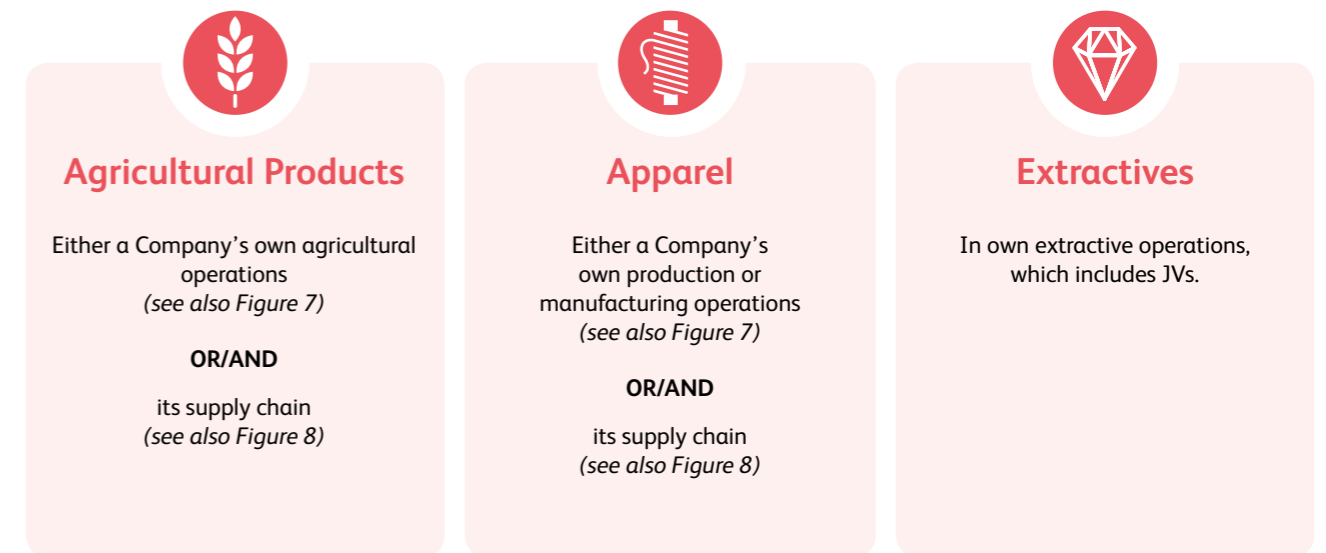 Agricultural Products
Either a Company’s own agricultural
operations
(see also Figure 7)
OR/AND
its supply chain
(see also Figure 8)
Apparel
Either a Company’s
own production or
manufacturing operations
(see also Figure 7)
OR/AND
its supply chain
(see also Figure 8)
Extractives
In own extractive operations,
which includes JVs.